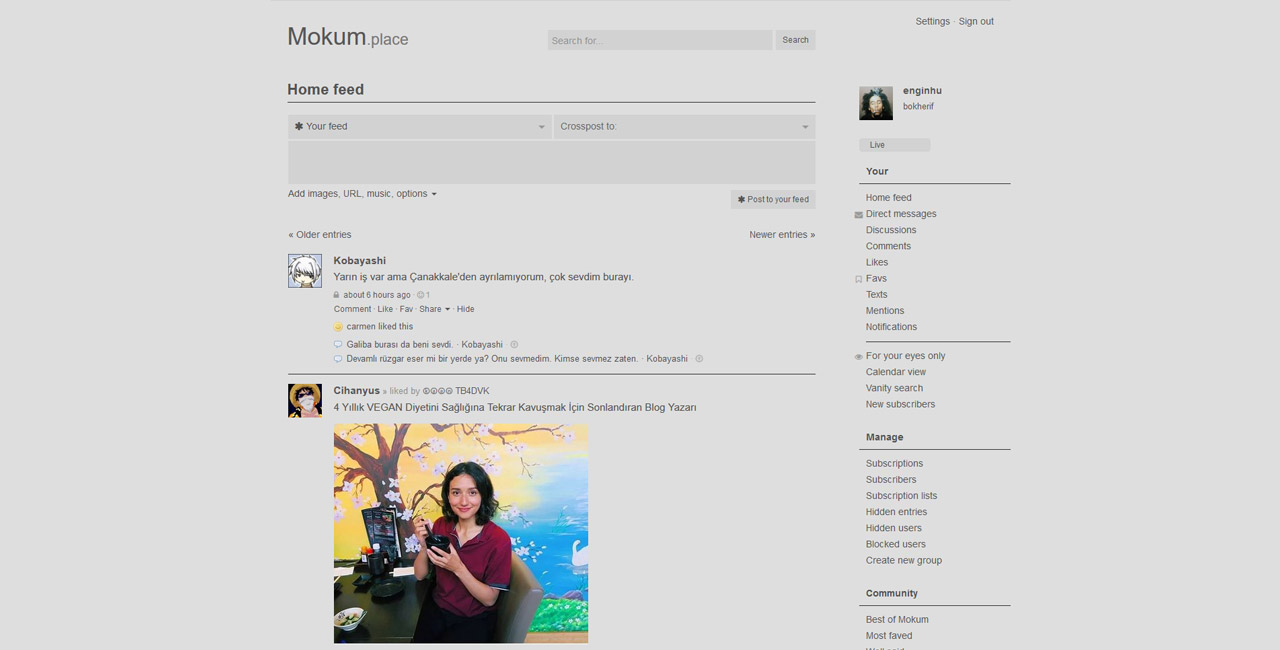 Settings · Sign out
Mokum.place
Search for...
Search
Home feed
✱ Your feed
Crosspost to:
Add images, URL, music, options
✱ Post to your feed
« Older entries
Newer entries »
Kobayashi
Yarın iş var ama Çanakkale'den ayrılamıyorum, çok sevdim burayı.
about 6 hours ago · 1
Comment · Like · Fav · Share · Hide
carmen liked this
Galiba burası da beni sevdi. · Kobayashi ·
Devamlı rüzgar eser mi bir yerde ya? Onu sevmedim. Kimse sevmez zaten. · Kobayashi ·
Cihanyus » liked by ☮☮☮☮ TB4DVK
4 Yıllık VEGAN Diyetini Sağlığına Tekrar Kavuşmak İçin Sonlandıran Blog Yazarı
enginhu
bokherif
Live
Your
Home feed
Direct messages
Discussions
Comments
Likes
Favs
Texts
Mentions
Notifications
For your eyes only
Calendar view
Vanity search
New subscribers
Manage
Subscriptions
Subscribers
Subscription lists
Hidden entries
Hidden users
Blocked users
Create new group
Community
Best of Mokum
Most faved